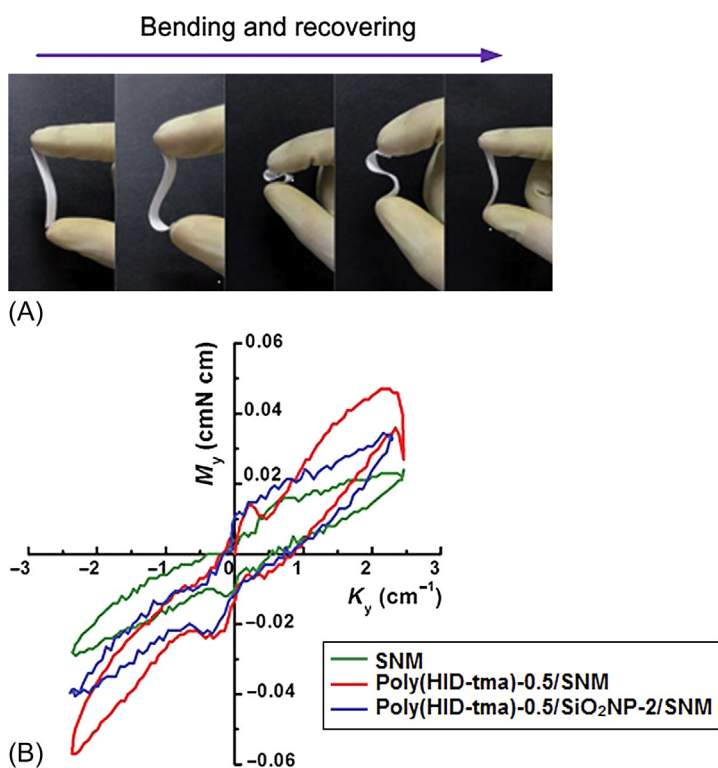 Bending and recovering
(A)
0.06
0.04
0.02
−0.02
−0.04
−0.06
My (cmN cm)
−3 −2 −1 0 1 2 3
Ky (cm−1)
SNM
Poly(HID-tma)-0.5/SNM
Poly(HID-tma)-0.5/SiO2NP-2/SNM
(B)